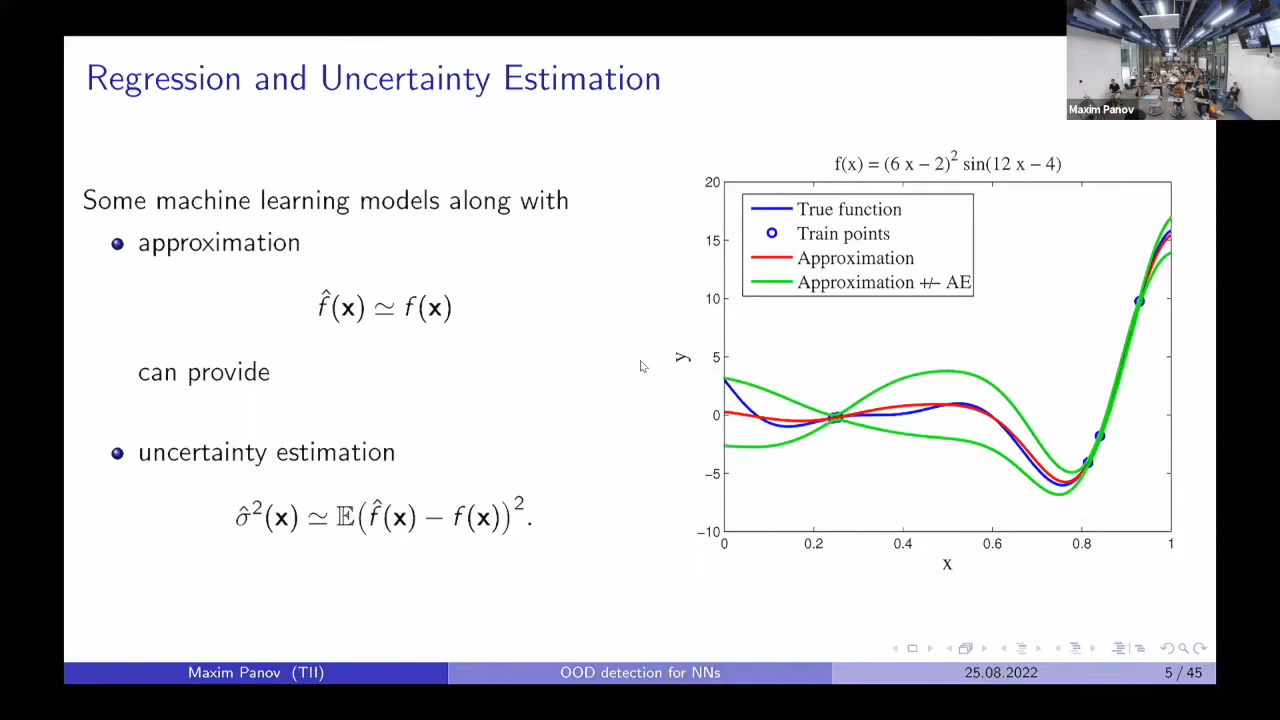 Regression and Uncertainty Estimation
Maxim Panov
Some machine learning models along with
approximation
f̂(x) ≃ f(x)
can provide
uncertainty estimation
σ̂²(x) ≃ 𝔼(f̂(x) − f(x))².
f(x) = (6 x − 2)² sin(12 x − 4)
True function
Train points
Approximation
Approximation +/− AE
20
15
10
5
0
−5
−10
y
0 0.2 0.4 0.6 0.8 1
x
Maxim Panov (TII) OOD detection for NNs 25.08.2022 5 / 45